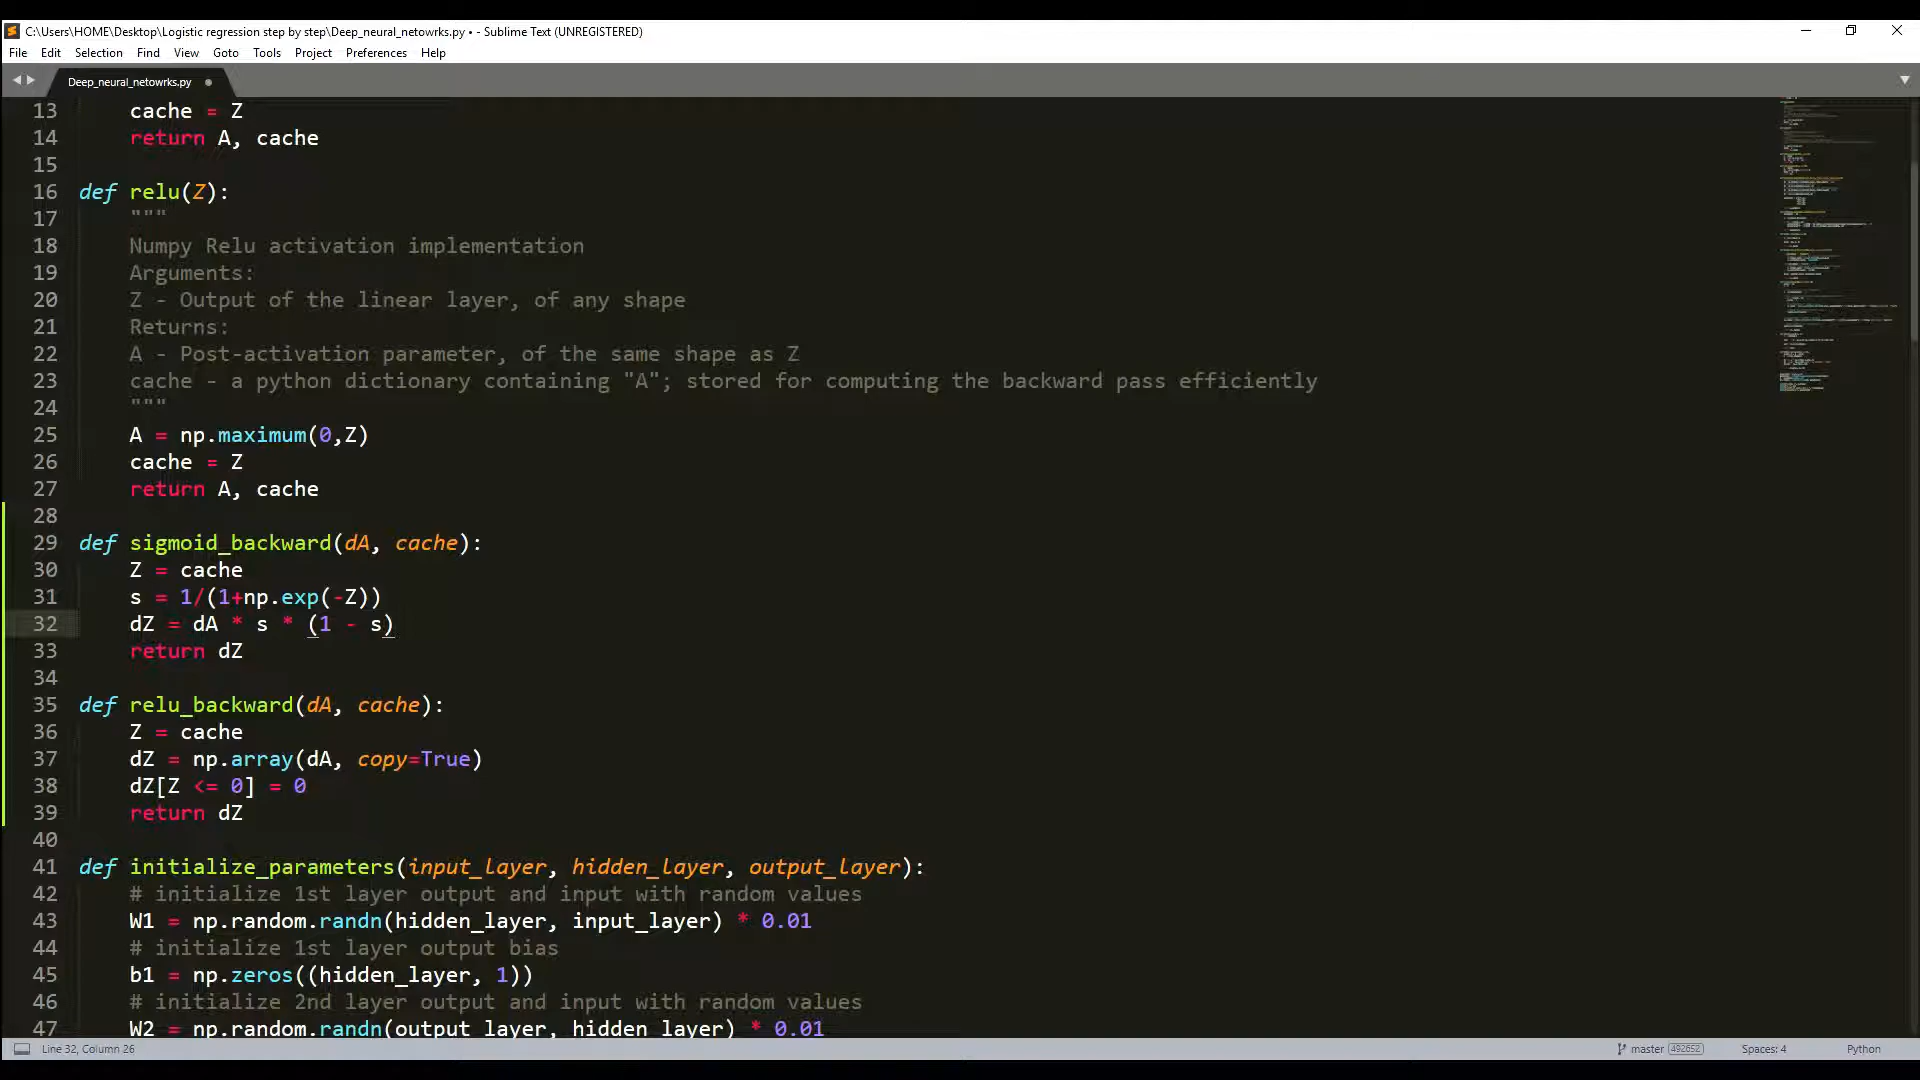 C:\Users\HOME\Desktop\Logistic regression step by step\Deep_neural_netowrks.py • - Sublime Text (UNREGISTERED)
File Edit Selection Find View Goto Tools Project Preferences Help
Deep_neural_netowrks.py
13     cache = Z
14     return A, cache
15
16 def relu(Z):
17     """
18     Numpy Relu activation implementation
19     Arguments:
20     Z - Output of the linear layer, of any shape
21     Returns:
22     A - Post-activation parameter, of the same shape as Z
23     cache - a python dictionary containing "A"; stored for computing the backward pass efficiently
24     """
25     A = np.maximum(0,Z)
26     cache = Z
27     return A, cache
28
29 def sigmoid_backward(dA, cache):
30     Z = cache
31     s = 1/(1+np.exp(-Z))
32     dZ = dA * s * (1 - s)
33     return dZ
34
35 def relu_backward(dA, cache):
36     Z = cache
37     dZ = np.array(dA, copy=True)
38     dZ[Z <= 0] = 0
39     return dZ
40
41 def initialize_parameters(input_layer, hidden_layer, output_layer):
42     # initialize 1st layer output and input with random values
43     W1 = np.random.randn(hidden_layer, input_layer) * 0.01
44     # initialize 1st layer output bias
45     b1 = np.zeros((hidden_layer, 1))
46     # initialize 2nd layer output and input with random values
47     W2 = np.random.randn(output_layer, hidden_layer) * 0.01
Line 32, Column 26 master 492652 Spaces: 4 Python